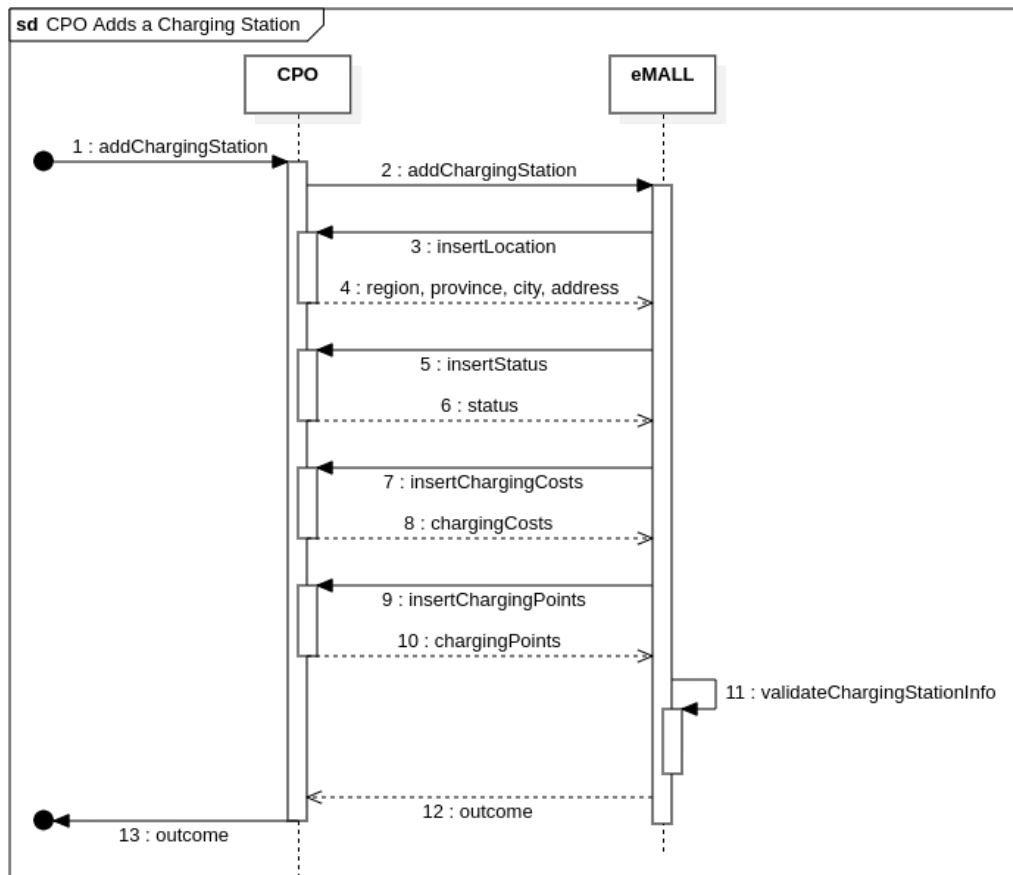 sd CPO Adds a Charging Station
CPO
eMALL
1 : addChargingStation
2 : addChargingStation
3 : insertLocation
4 : region, province, city, address
5 : insertStatus
6 : status
7 : insertChargingCosts
8 : chargingCosts
9 : insertChargingPoints
10 : chargingPoints
11 : validateChargingStationInfo
12 : outcome
13 : outcome